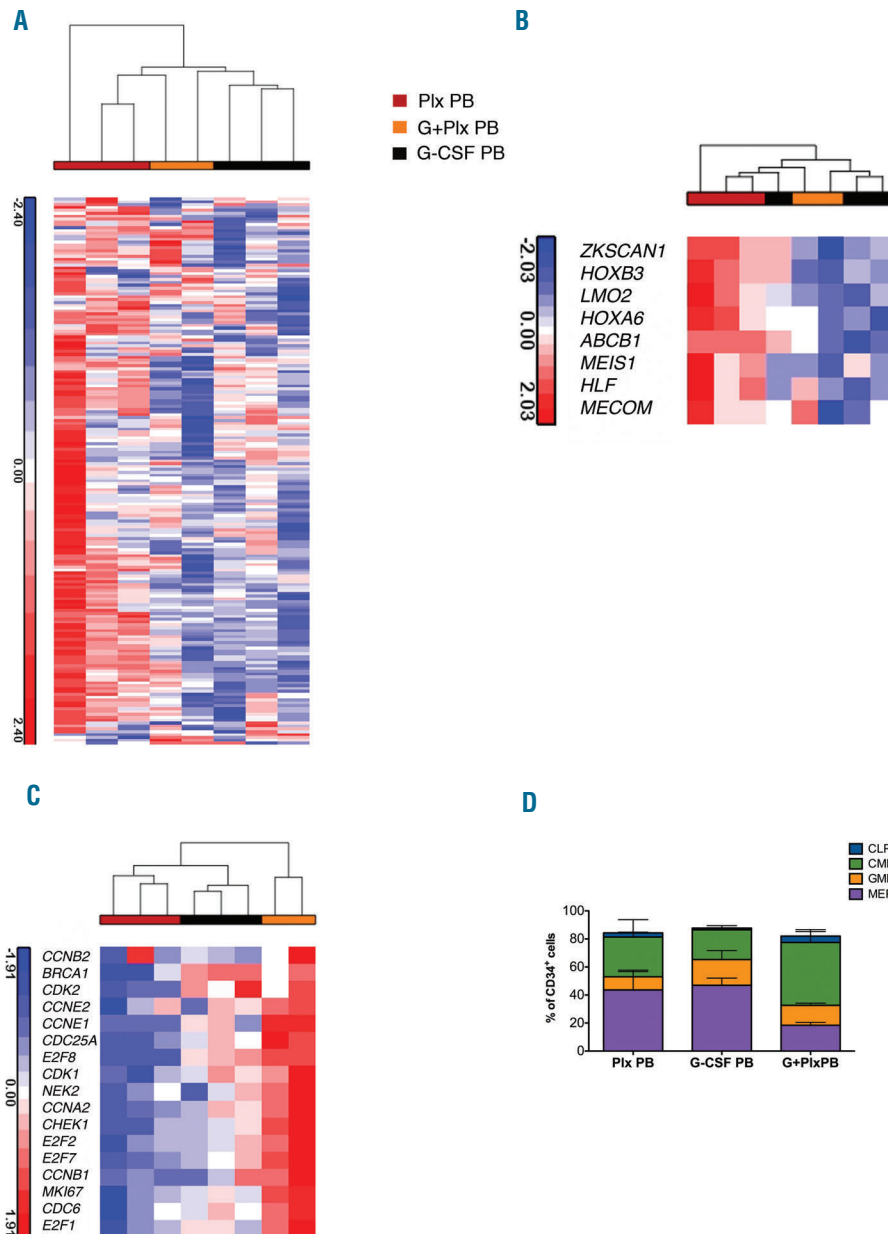 A
B
Plx PB
G+Plx PB
G-CSF PB
-2.40
0.00
2.40
-2.03
0.00
2.03
ZKSCAN1
HOXB3
LMO2
HOXA6
ABCB1
MEIS1
HLF
MECOM
C
D
-1.91
0.00
1.91
CCNB2
BRCA1
CDK2
CCNE2
CCNE1
CDC25A
E2F8
CDK1
NEK2
CCNA2
CHEK1
E2F2
E2F7
CCNB1
MKI67
CDC6
E2F1
% of CD34+ cells
100
80
60
40
20
0
Plx PB
G-CSF PB
G+PlxPB